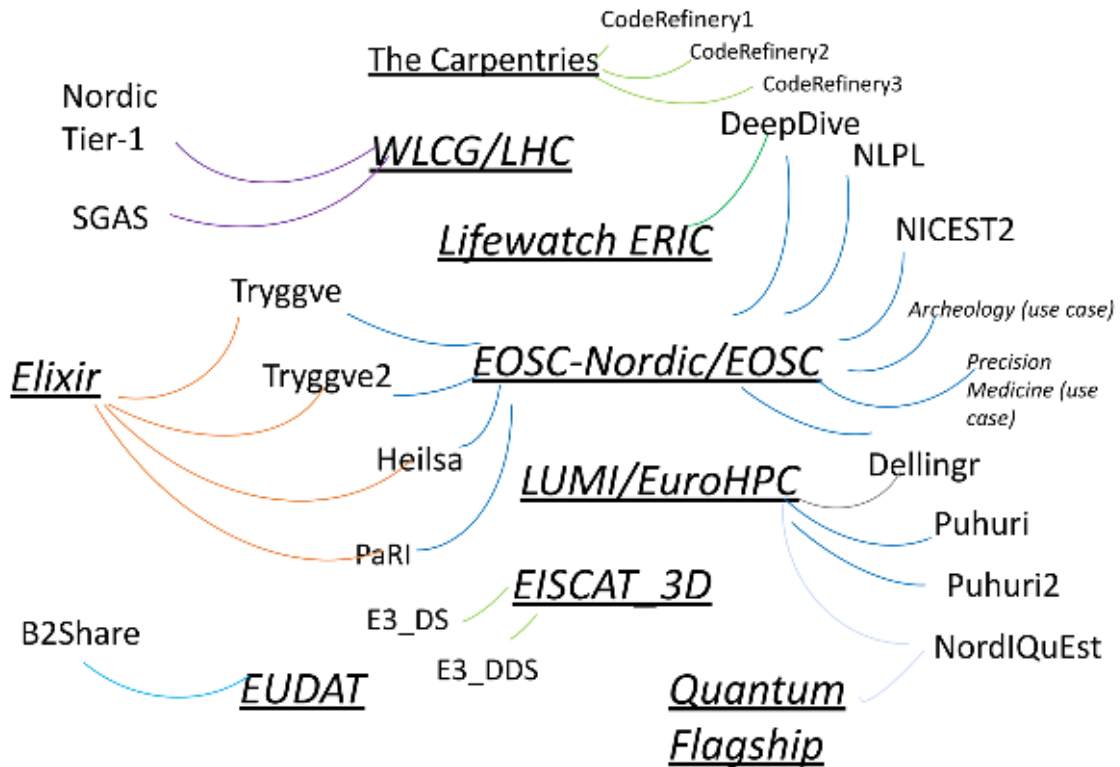 CodeRefinery1
The Carpentries
CodeRefinery2
CodeRefinery3
Nordic
Tier-1
DeepDive
WLCG/LHC
NLPL
SGAS
Lifewatch ERIC
NICEST2
Tryggve
Archeology (use case)
Elixir
Tryggve2
EOSC-Nordic/EOSC
Precision
Medicine (use
case)
Heilsa
Dellingr
LUMI/EuroHPC
Puhuri
PaRI
EISCAT_3D
Puhuri2
E3_DS
B2Share
E3_DDS
NordIQuEst
EUDAT
Quantum
Flagship